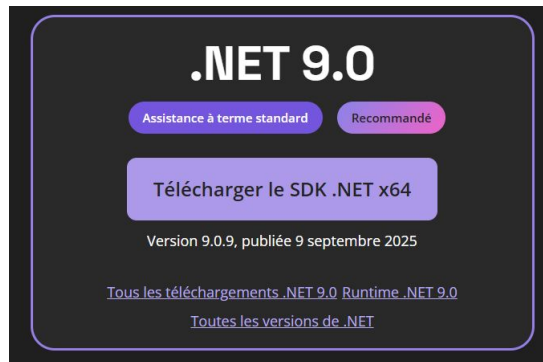 .NET 9.0
Assistance à terme standard Recommandé
Télécharger le SDK .NET x64
Version 9.0.9, publiée 9 septembre 2025
Tous les téléchargements .NET 9.0 Runtime .NET 9.0
Toutes les versions de .NET